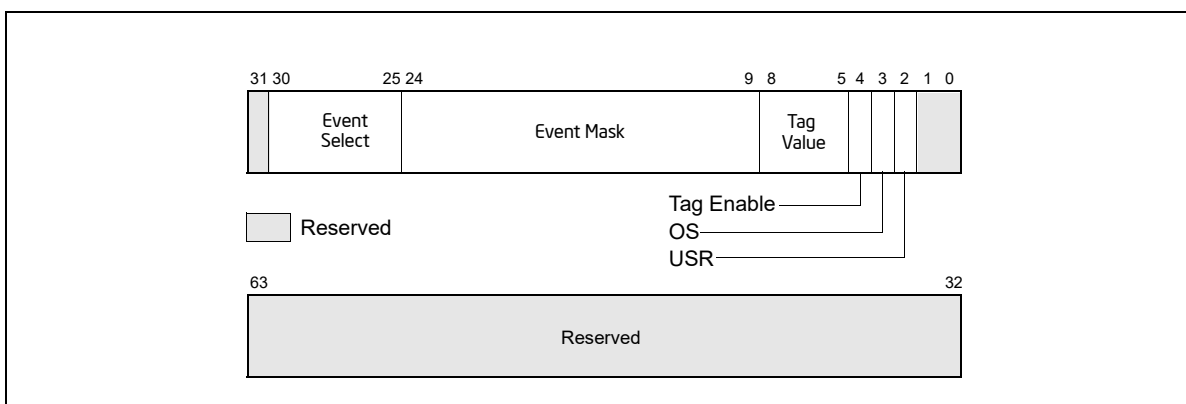 31 30 25 24 9 8 5 4 3 2 1 0
Event
Select
Event Mask
Tag
Value
Tag Enable
OS
USR
Reserved
63 32
Reserved